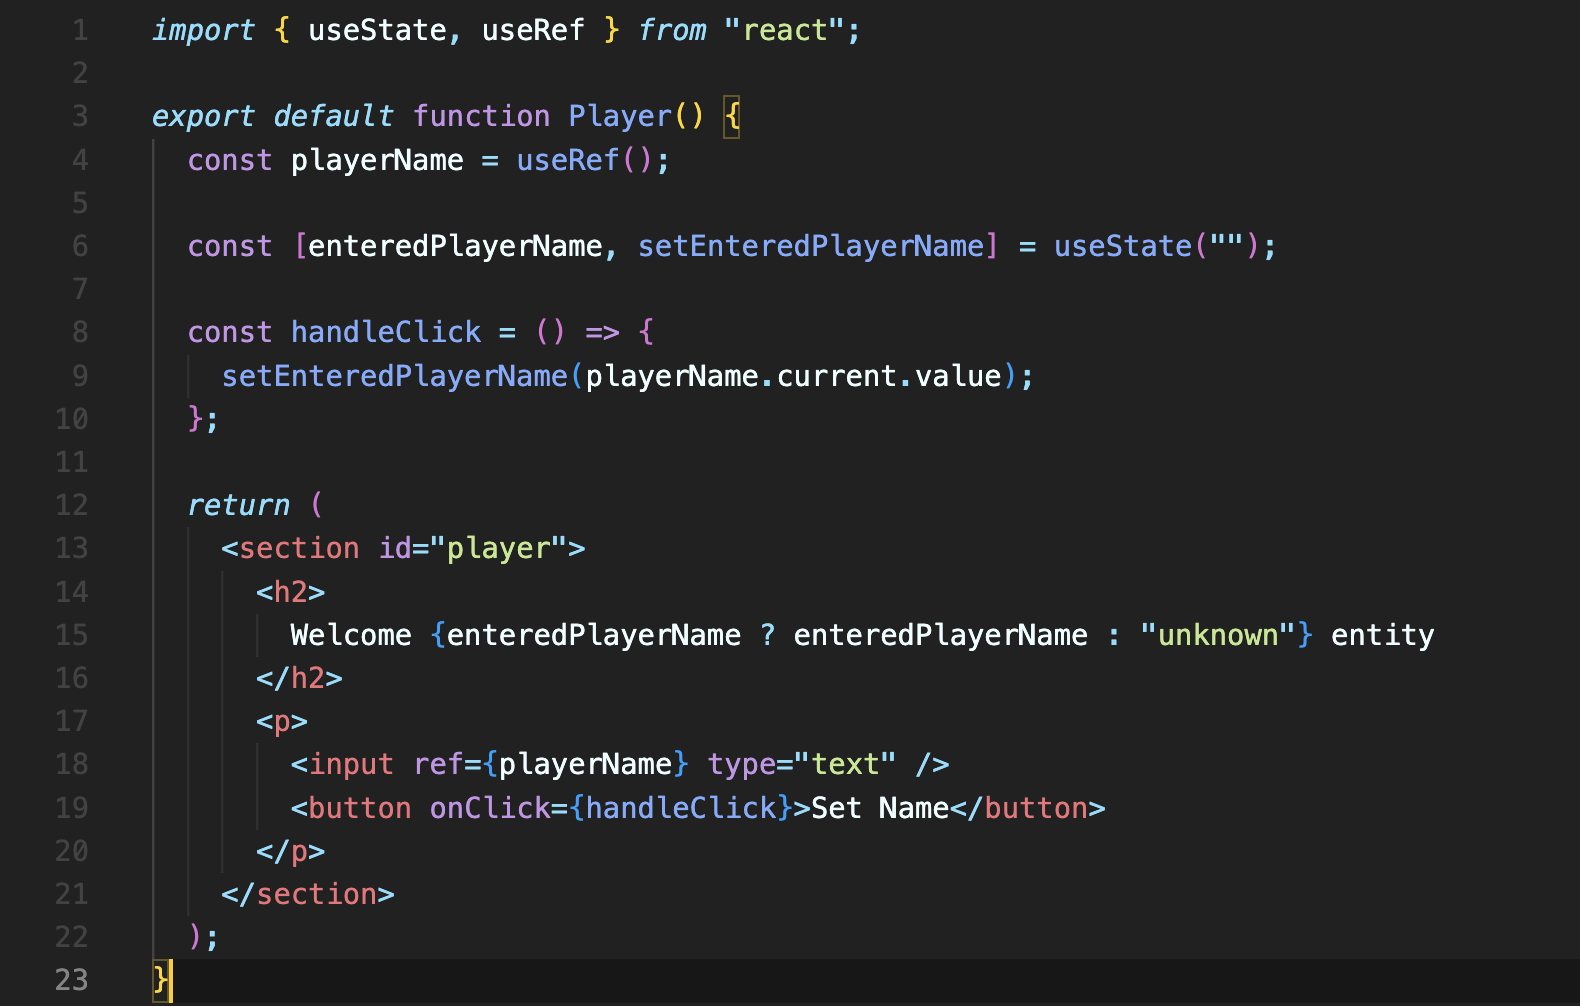 1 import { useState, useRef } from "react";
2
3 export default function Player() {
4 const playerName = useRef();
5
6 const [enteredPlayerName, setEnteredPlayerName] = useState("");
7
8 const handleClick = () => {
9 setEnteredPlayerName(playerName.current.value);
10 };
11
12 return (
13 <section id="player">
14 <h2>
15 Welcome {enteredPlayerName ? enteredPlayerName : "unknown"} entity
16 </h2>
17 <p>
18 <input ref={playerName} type="text" />
19 <button onClick={handleClick}>Set Name</button>
20 </p>
21 </section>
22 );
23 }